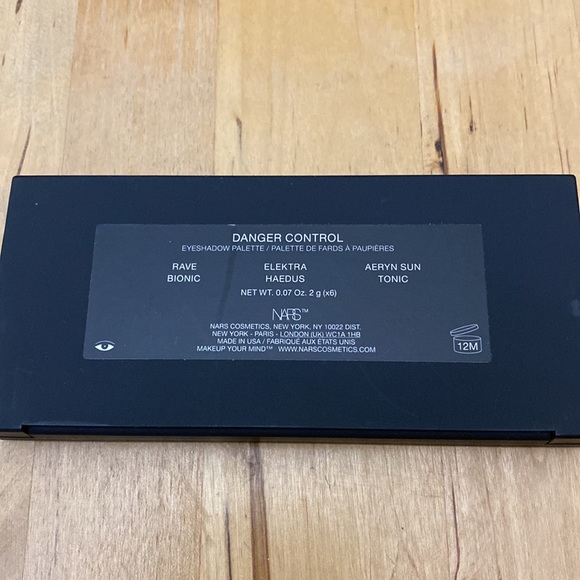 DANGER CONTROL
EYESHADOW PALETTE / PALETTE DE FARDS À PAUPIÈRES
RAVE ELEKTRA AERYN SUN
BIONIC HAEDUS TONIC
NET WT. 0.07 Oz. 2 g (x6)
NARS™
NARS COSMETICS, NEW YORK, NY 10022 DIST.
NEW YORK - PARIS - LONDON (UK) WC1A 1HB
MADE IN USA / FABRIQUÉ AUX ÉTATS UNIS
MAKEUP YOUR MIND™ WWW.NARSCOSMETICS.COM
12M